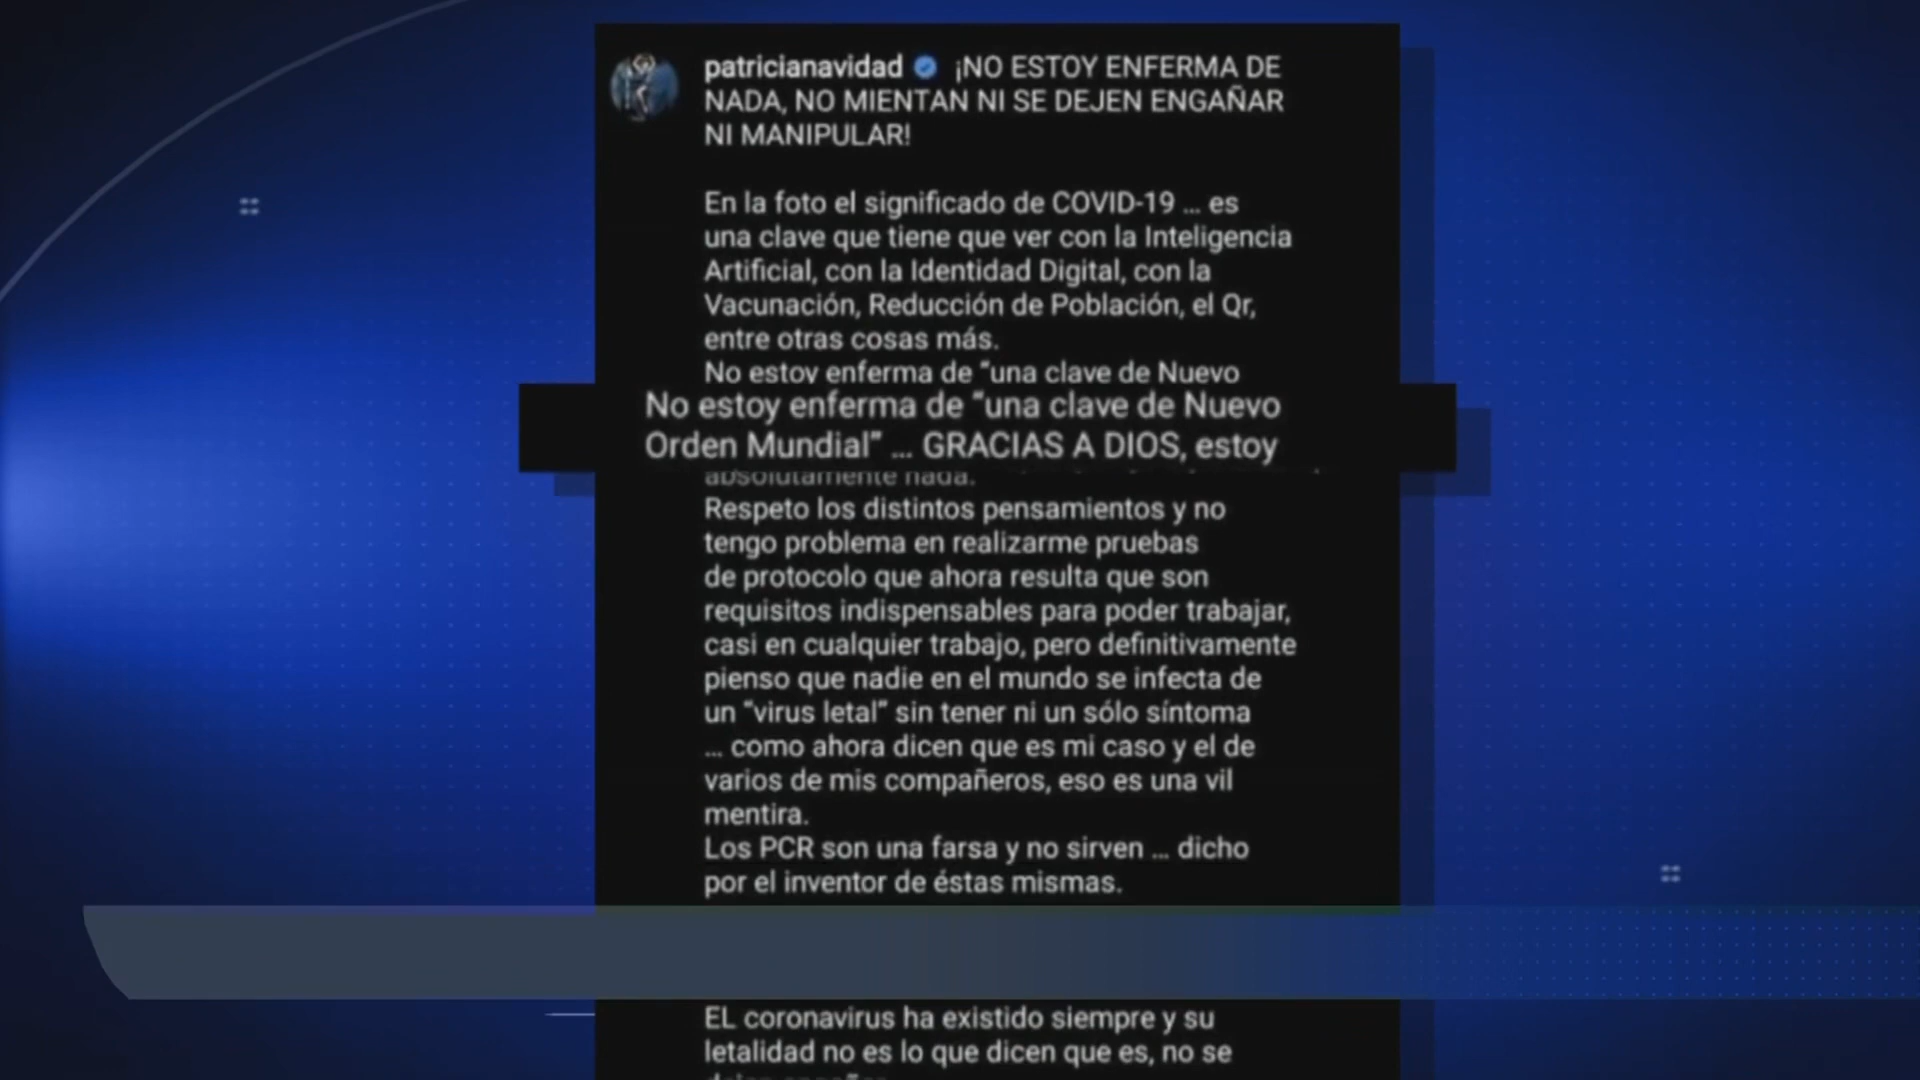 patricianavidad ¡NO ESTOY ENFERMA DE
NADA, NO MIENTAN NI SE DEJEN ENGAÑAR
NI MANIPULAR!
En la foto el significado de COVID-19 ... es
una clave que tiene que ver con la Inteligencia
Artificial, con la Identidad Digital, con la
Vacunación, Reducción de Población, el Qr,
entre otras cosas más.
No estoy enferma de “una clave de Nuevo
No estoy enferma de “una clave de Nuevo
Orden Mundial” ... GRACIAS A DIOS, estoy
absolutamente nada.
Respeto los distintos pensamientos y no
tengo problema en realizarme pruebas
de protocolo que ahora resulta que son
requisitos indispensables para poder trabajar,
casi en cualquier trabajo, pero definitivamente
pienso que nadie en el mundo se infecta de
un “virus letal” sin tener ni un sólo síntoma
... como ahora dicen que es mi caso y el de
varios de mis compañeros, eso es una vil
mentira.
Los PCR son una farsa y no sirven ... dicho
por el inventor de éstas mismas.
EL coronavirus ha existido siempre y su
letalidad no es lo que dicen que es, no se